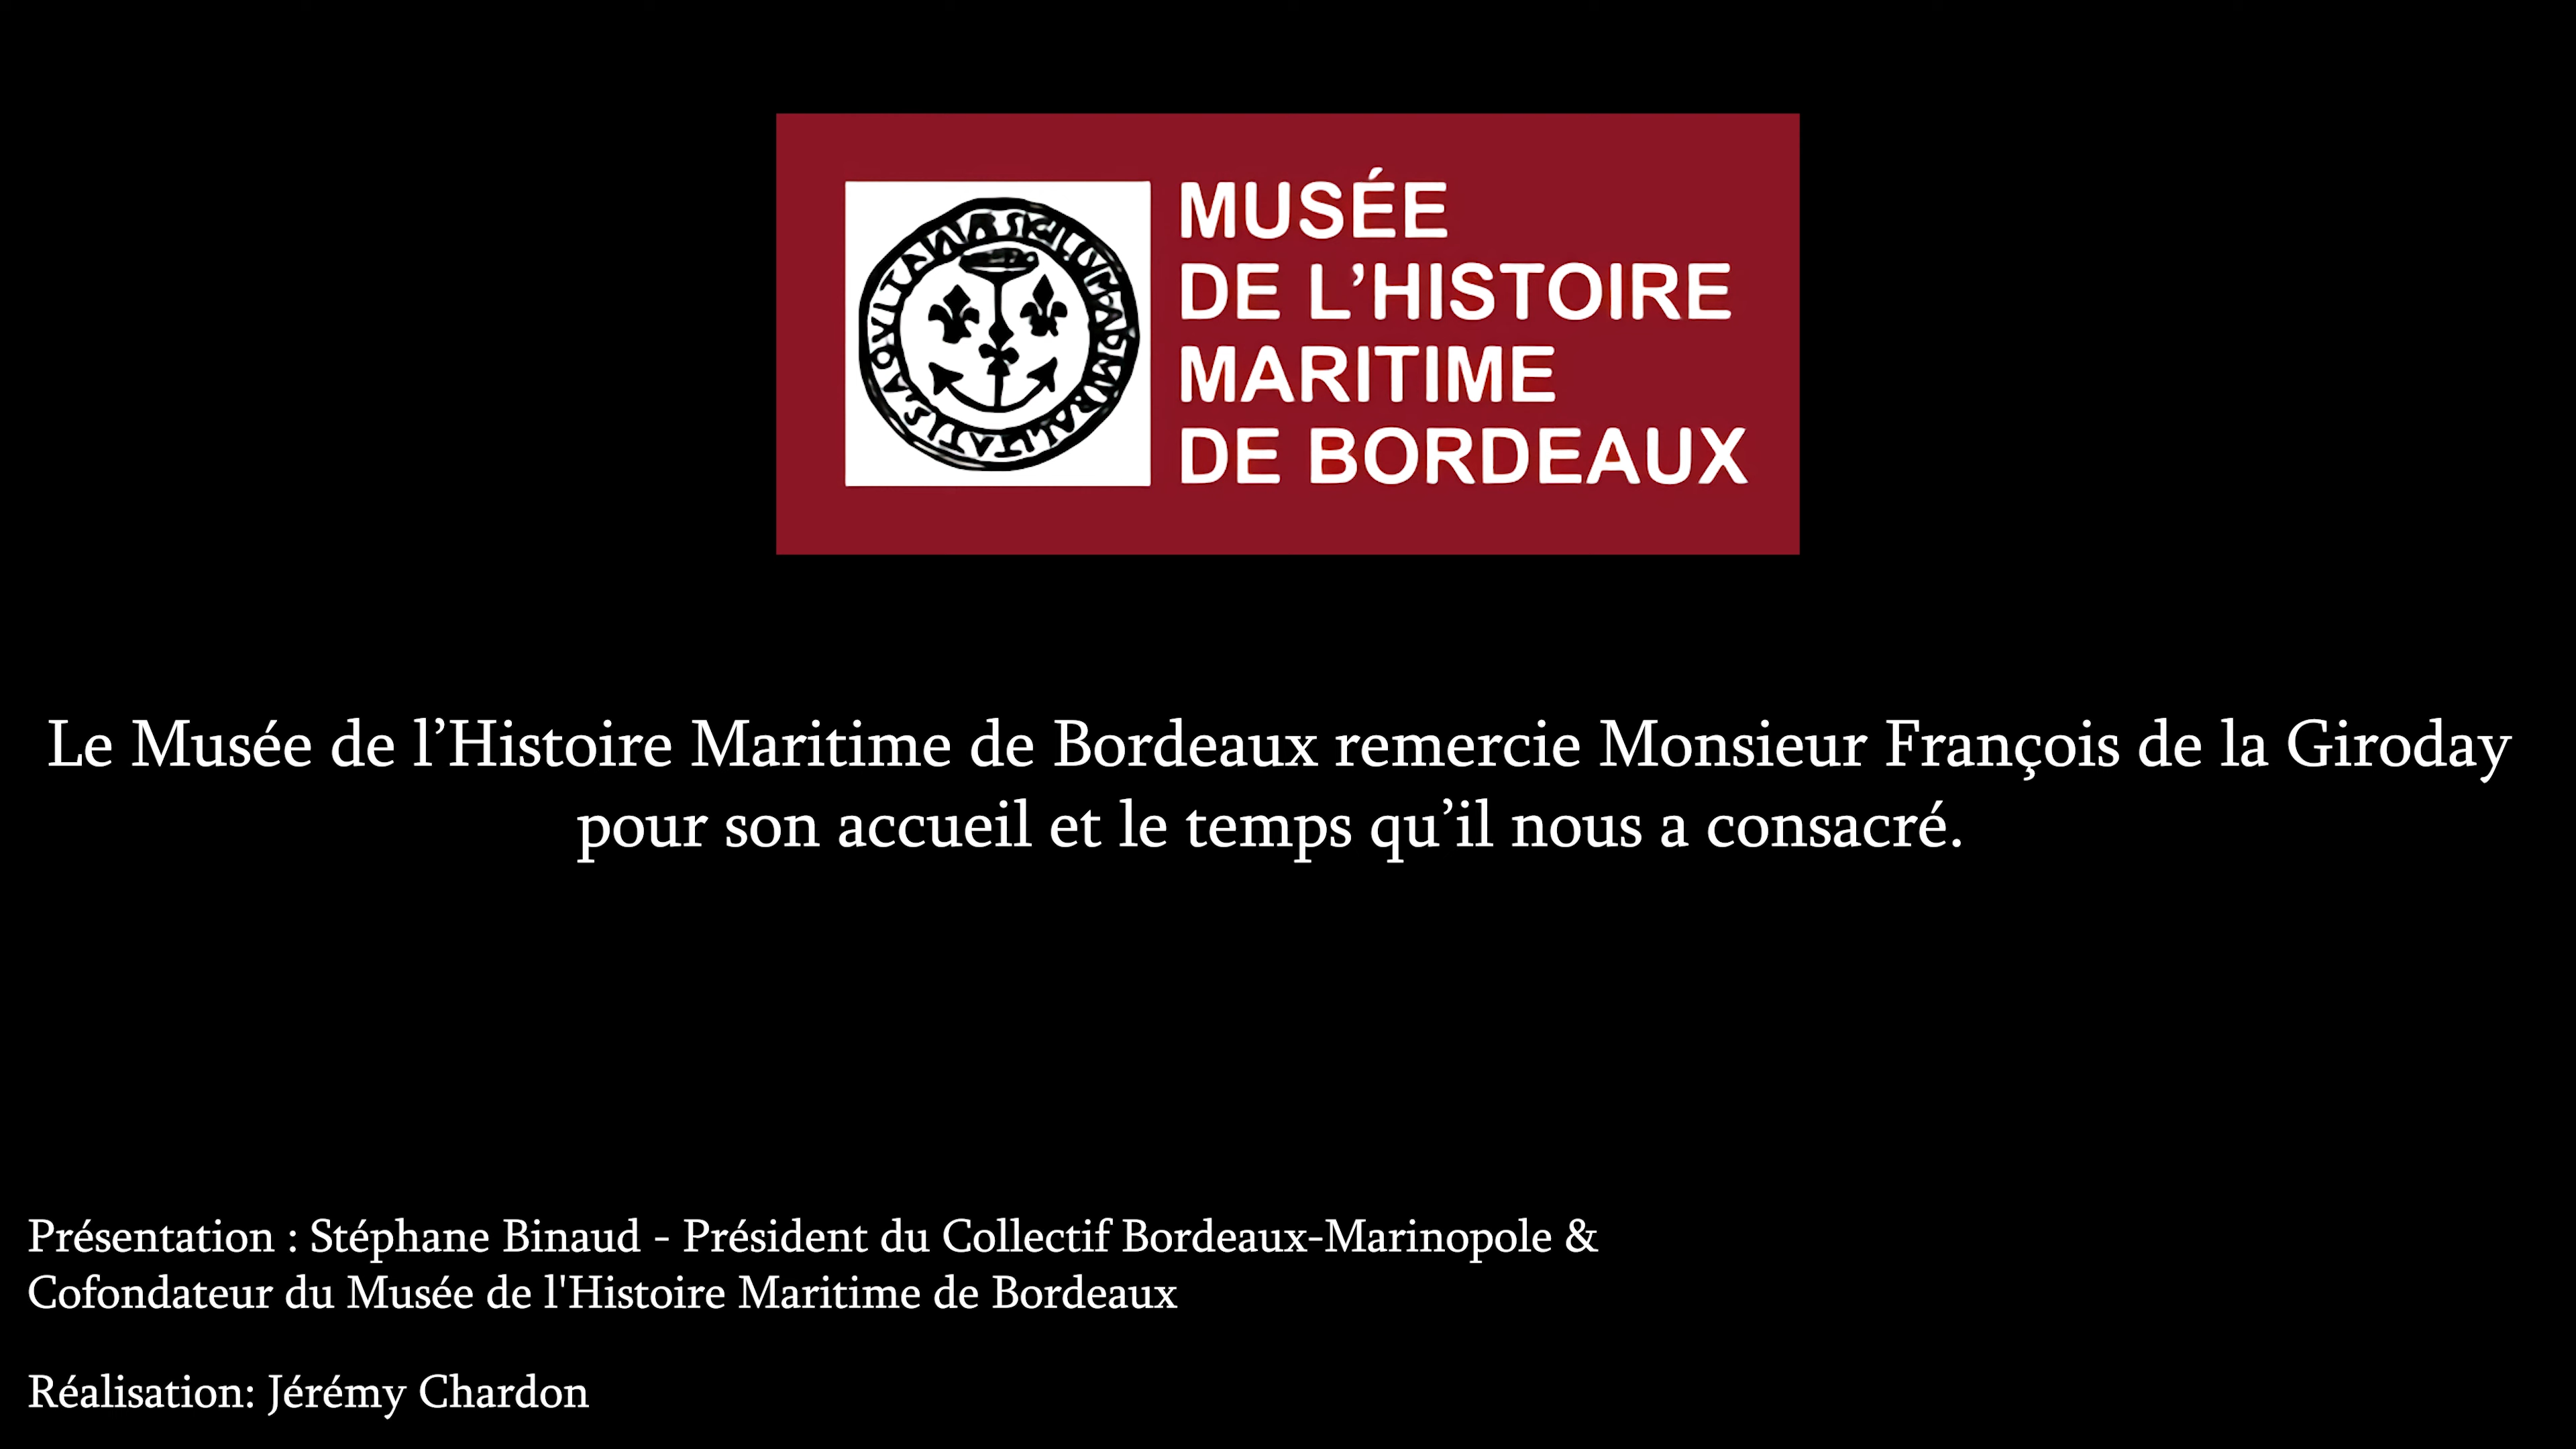 MUSÉE
DE L’HISTOIRE
MARITIME
DE BORDEAUX
Le Musée de l’Histoire Maritime de Bordeaux remercie Monsieur François de la Giroday
pour son accueil et le temps qu’il nous a consacré.
Présentation : Stéphane Binaud - Président du Collectif Bordeaux-Marinopole &
Cofondateur du Musée de l'Histoire Maritime de Bordeaux
Réalisation: Jérémy Chardon